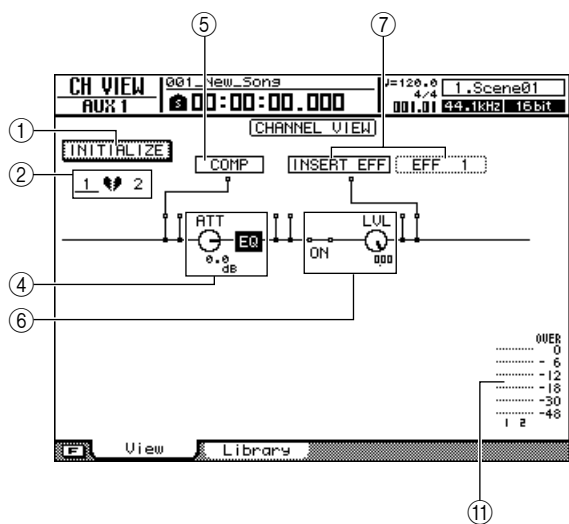 ⑤ ⑦
CH VIEW 001_New_Song ♩=120.0 4/4 1.Scene01
AUX 1 S 00:00:00.000 001.01 44.1kHz 16bit
CHANNEL VIEW
① INITIALIZE
COMP INSERT EFF EFF 1
② 1 2
ATT LVL
EQ
ON
0.0 dB
④
⑥
OVER
0
- 6
-12
-18
-30
-48
1 2
F View Library
⑪